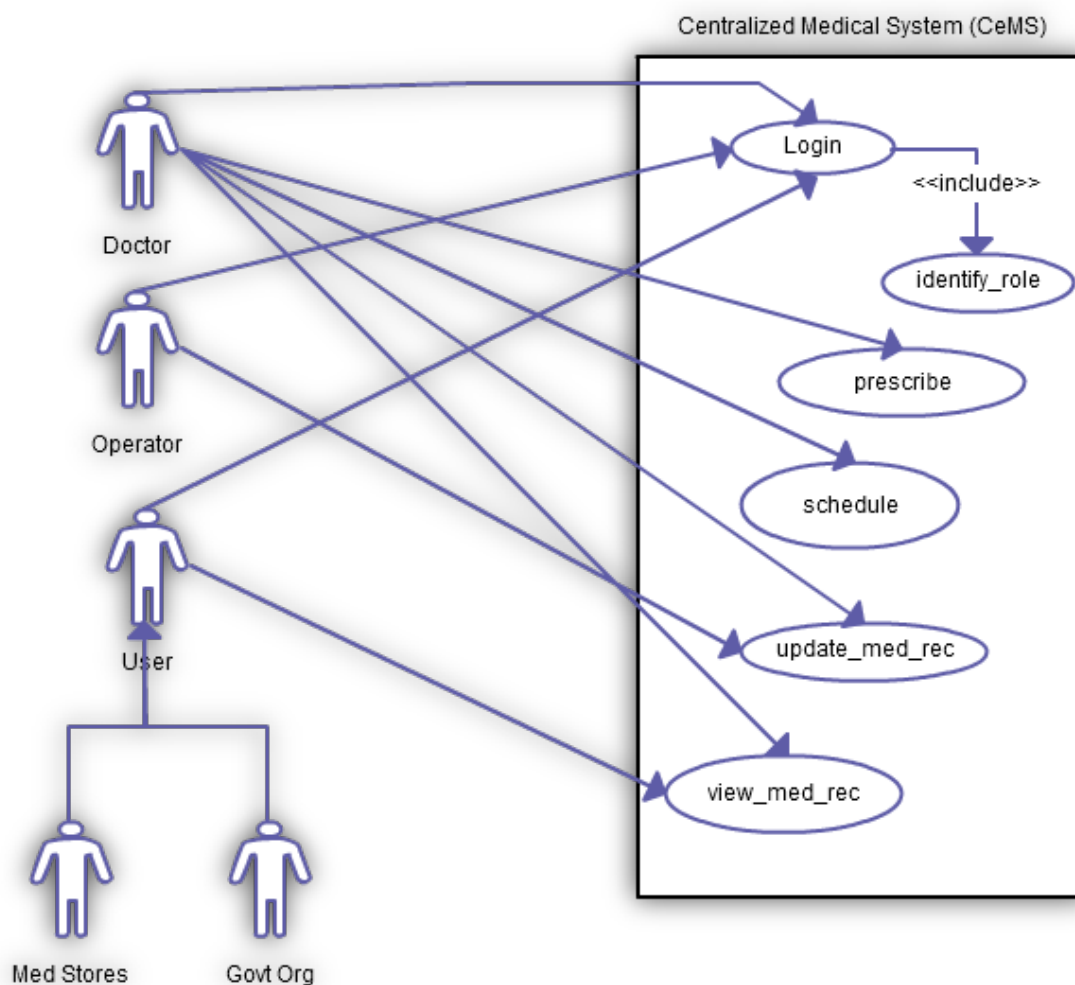 Centralized Medical System (CeMS)
Login
<<include>>
Doctor
identify_role
prescribe
Operator
schedule
update_med_rec
User
view_med_rec
Med Stores
Govt Org